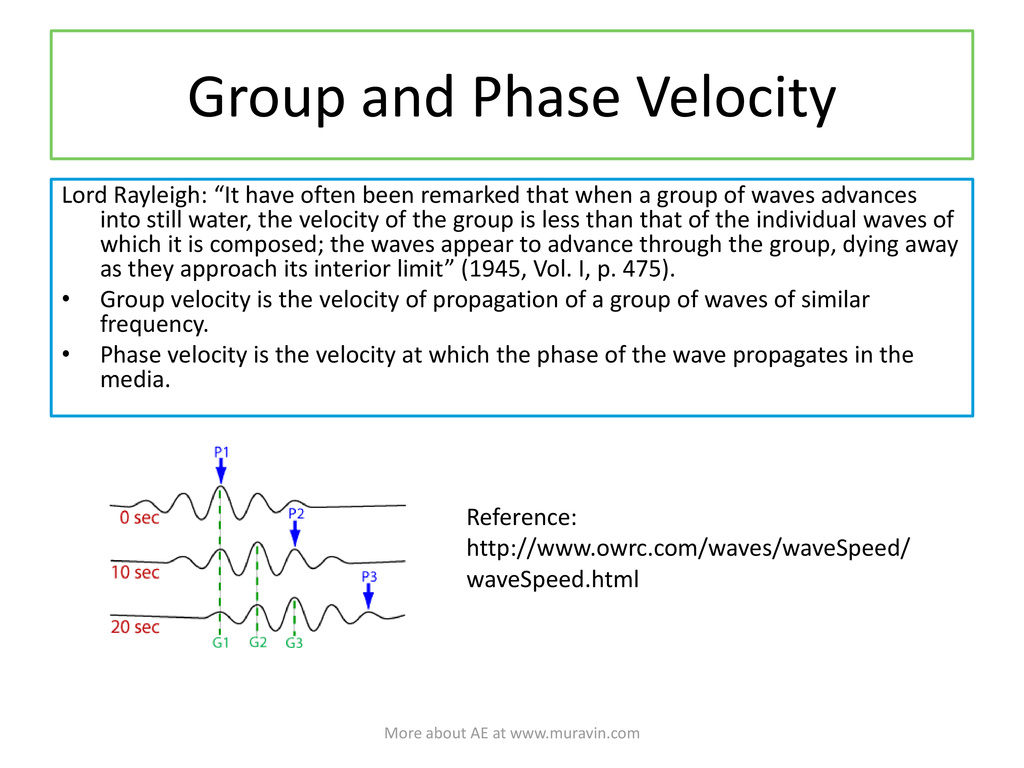 Group and Phase Velocity
Lord Rayleigh: “It have often been remarked that when a group of waves advances
into still water, the velocity of the group is less than that of the individual waves of
which it is composed; the waves appear to advance through the group, dying away
as they approach its interior limit” (1945, Vol. I, p. 475).
• Group velocity is the velocity of propagation of a group of waves of similar
frequency.
• Phase velocity is the velocity at which the phase of the wave propagates in the
media.
P1
0 sec
P2
10 sec
P3
20 sec
G1 G2 G3
Reference:
http://www.owrc.com/waves/waveSpeed/
waveSpeed.html
More about AE at www.muravin.com